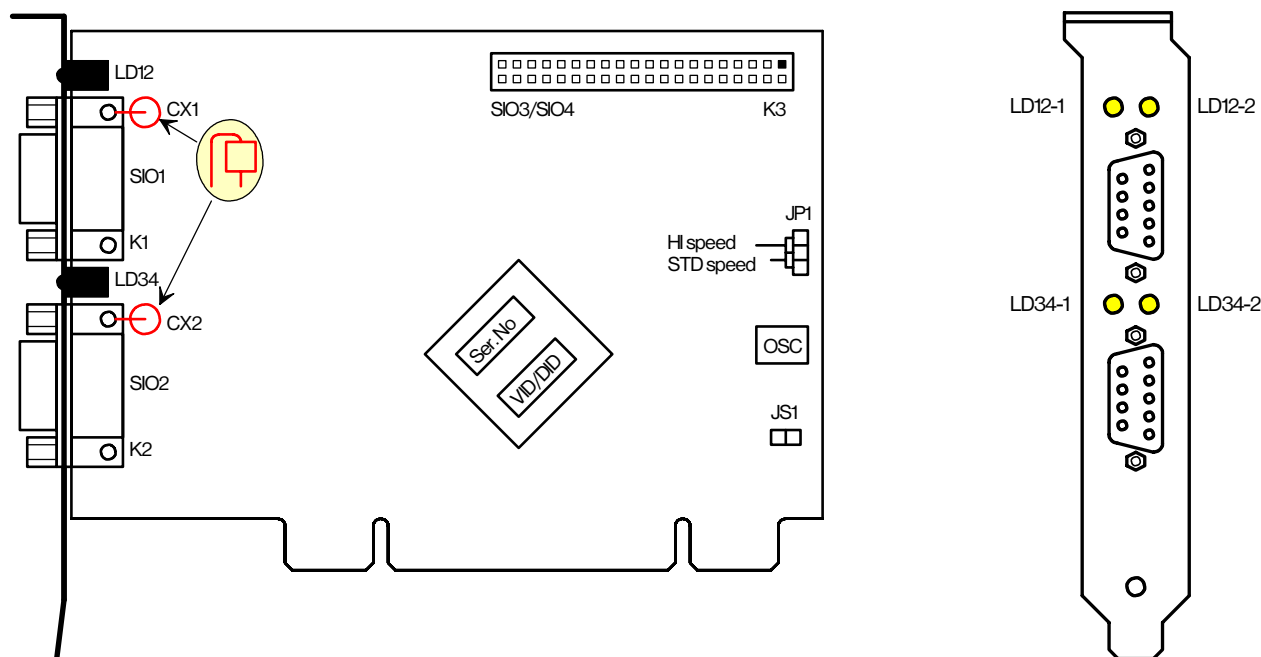 LD12
CX1
SIO1
K1
LD34
CX2
SIO2
K2
SIO3/SIO4 K3
JP1
HI speed
STD speed
Ser. No
VID/DID
OSC
JS1
LD12-1 LD12-2
LD34-1 LD34-2